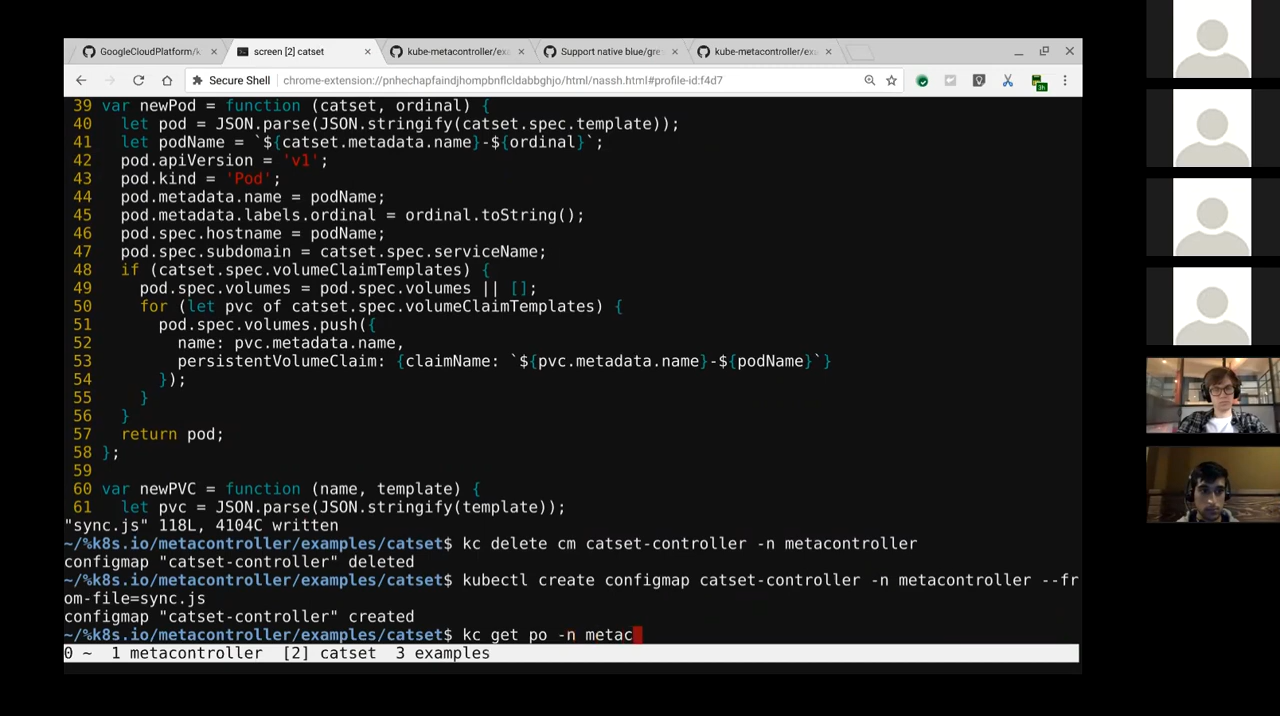 GoogleCloudPlatform/k
screen [2] catset
kube-metacontroller/exa
Support native blue/gre
kube-metacontroller/exa
Secure Shell
chrome-extension://pnhechapfaindjhompbnflcldabbghjo/html/nassh.html#profile-id:f4d7
3h
39 var newPod = function (catset, ordinal) {
40   let pod = JSON.parse(JSON.stringify(catset.spec.template));
41   let podName = `${catset.metadata.name}-${ordinal}`;
42   pod.apiVersion = 'v1';
43   pod.kind = 'Pod';
44   pod.metadata.name = podName;
45   pod.metadata.labels.ordinal = ordinal.toString();
46   pod.spec.hostname = podName;
47   pod.spec.subdomain = catset.spec.serviceName;
48   if (catset.spec.volumeClaimTemplates) {
49     pod.spec.volumes = pod.spec.volumes || [];
50     for (let pvc of catset.spec.volumeClaimTemplates) {
51       pod.spec.volumes.push({
52         name: pvc.metadata.name,
53         persistentVolumeClaim: {claimName: `${pvc.metadata.name}-${podName}`}
54       });
55     }
56   }
57   return pod;
58 };
59
60 var newPVC = function (name, template) {
61   let pvc = JSON.parse(JSON.stringify(template));
"sync.js" 118L, 4104C written
~/%k8s.io/metacontroller/examples/catset$ kc delete cm catset-controller -n metacontroller
configmap "catset-controller" deleted
~/%k8s.io/metacontroller/examples/catset$ kubectl create configmap catset-controller -n metacontroller --fr
om-file=sync.js
configmap "catset-controller" created
~/%k8s.io/metacontroller/examples/catset$ kc get po -n metac
0 ~  1 metacontroller  [2] catset  3 examples